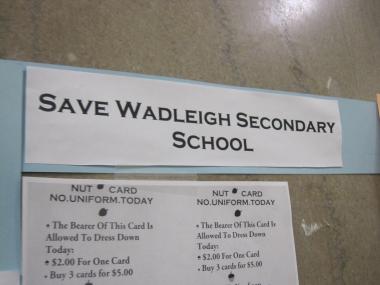 SAVE WADLEIGH SECONDARY
SCHOOL
NUT CARD
NO.UNIFORM.TODAY
• The Bearer Of This Card Is
Allowed To Dress Down
Today:
$2.00 For One Card
Buy 3 cards for $5.00
NUT CARD
NO.UNIFORM.TODAY
• The Bearer Of This Card Is
Allowed To Dress Down
Today:
$2.00 For One Card
Buy 3 cards for $5.00